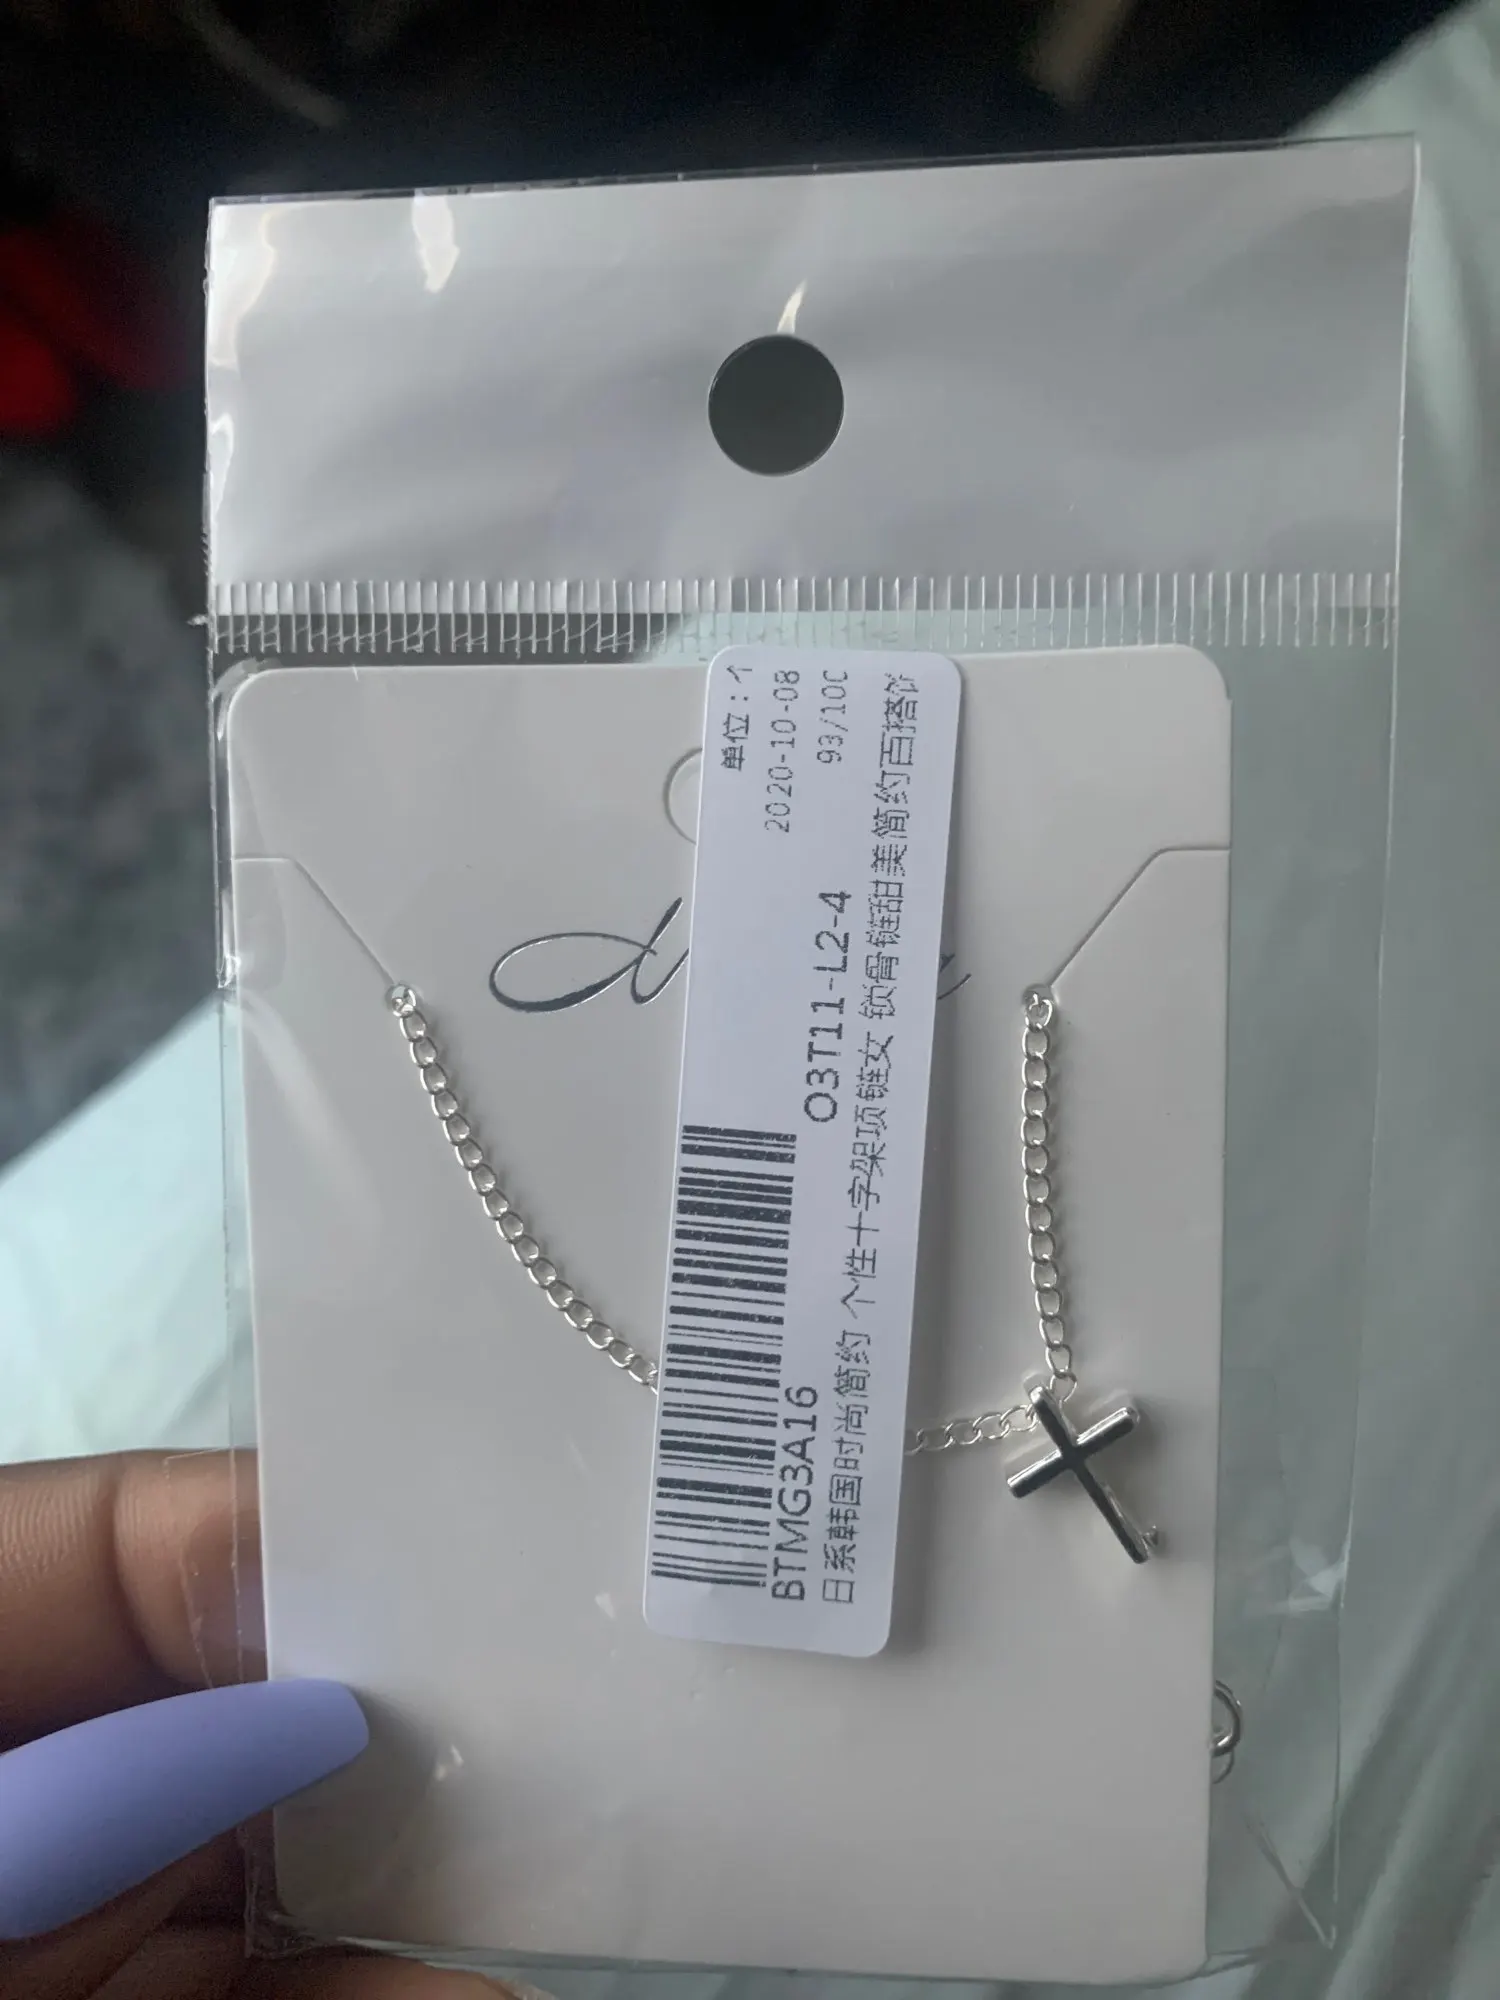 单位：个
2020-10-08
93/100
O3T11-L2-4
BTMG3A16
日系韩国时尚简约 个性十字架项链女 锁骨链甜美简约百搭饰